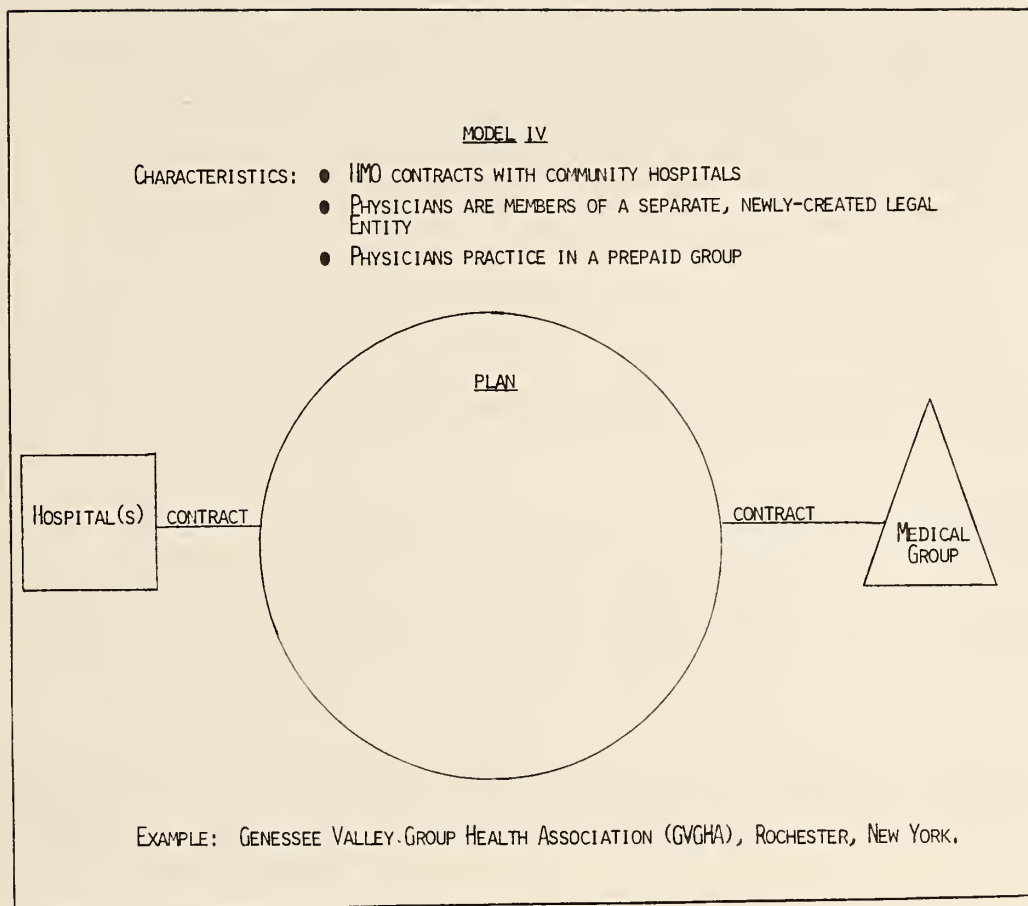 MODEL IV
CHARACTERISTICS: ● HMO CONTRACTS WITH COMMUNITY HOSPITALS
● PHYSICIANS ARE MEMBERS OF A SEPARATE, NEWLY-CREATED LEGAL
ENTITY
● PHYSICIANS PRACTICE IN A PREPAID GROUP
PLAN
HOSPITAL(S)
CONTRACT
CONTRACT
MEDICAL
GROUP
EXAMPLE: GENESSEE VALLEY GROUP HEALTH ASSOCIATION (GVGHA), ROCHESTER, NEW YORK.